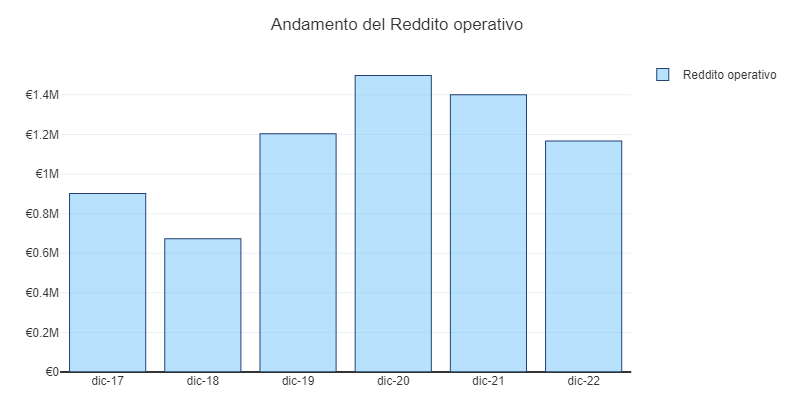 Andamento del Reddito operativo
Reddito operativo
€1.4M
€1.2M
€1M
€0.8M
€0.6M
€0.4M
€0.2M
€0
dic-17 dic-18 dic-19 dic-20 dic-21 dic-22